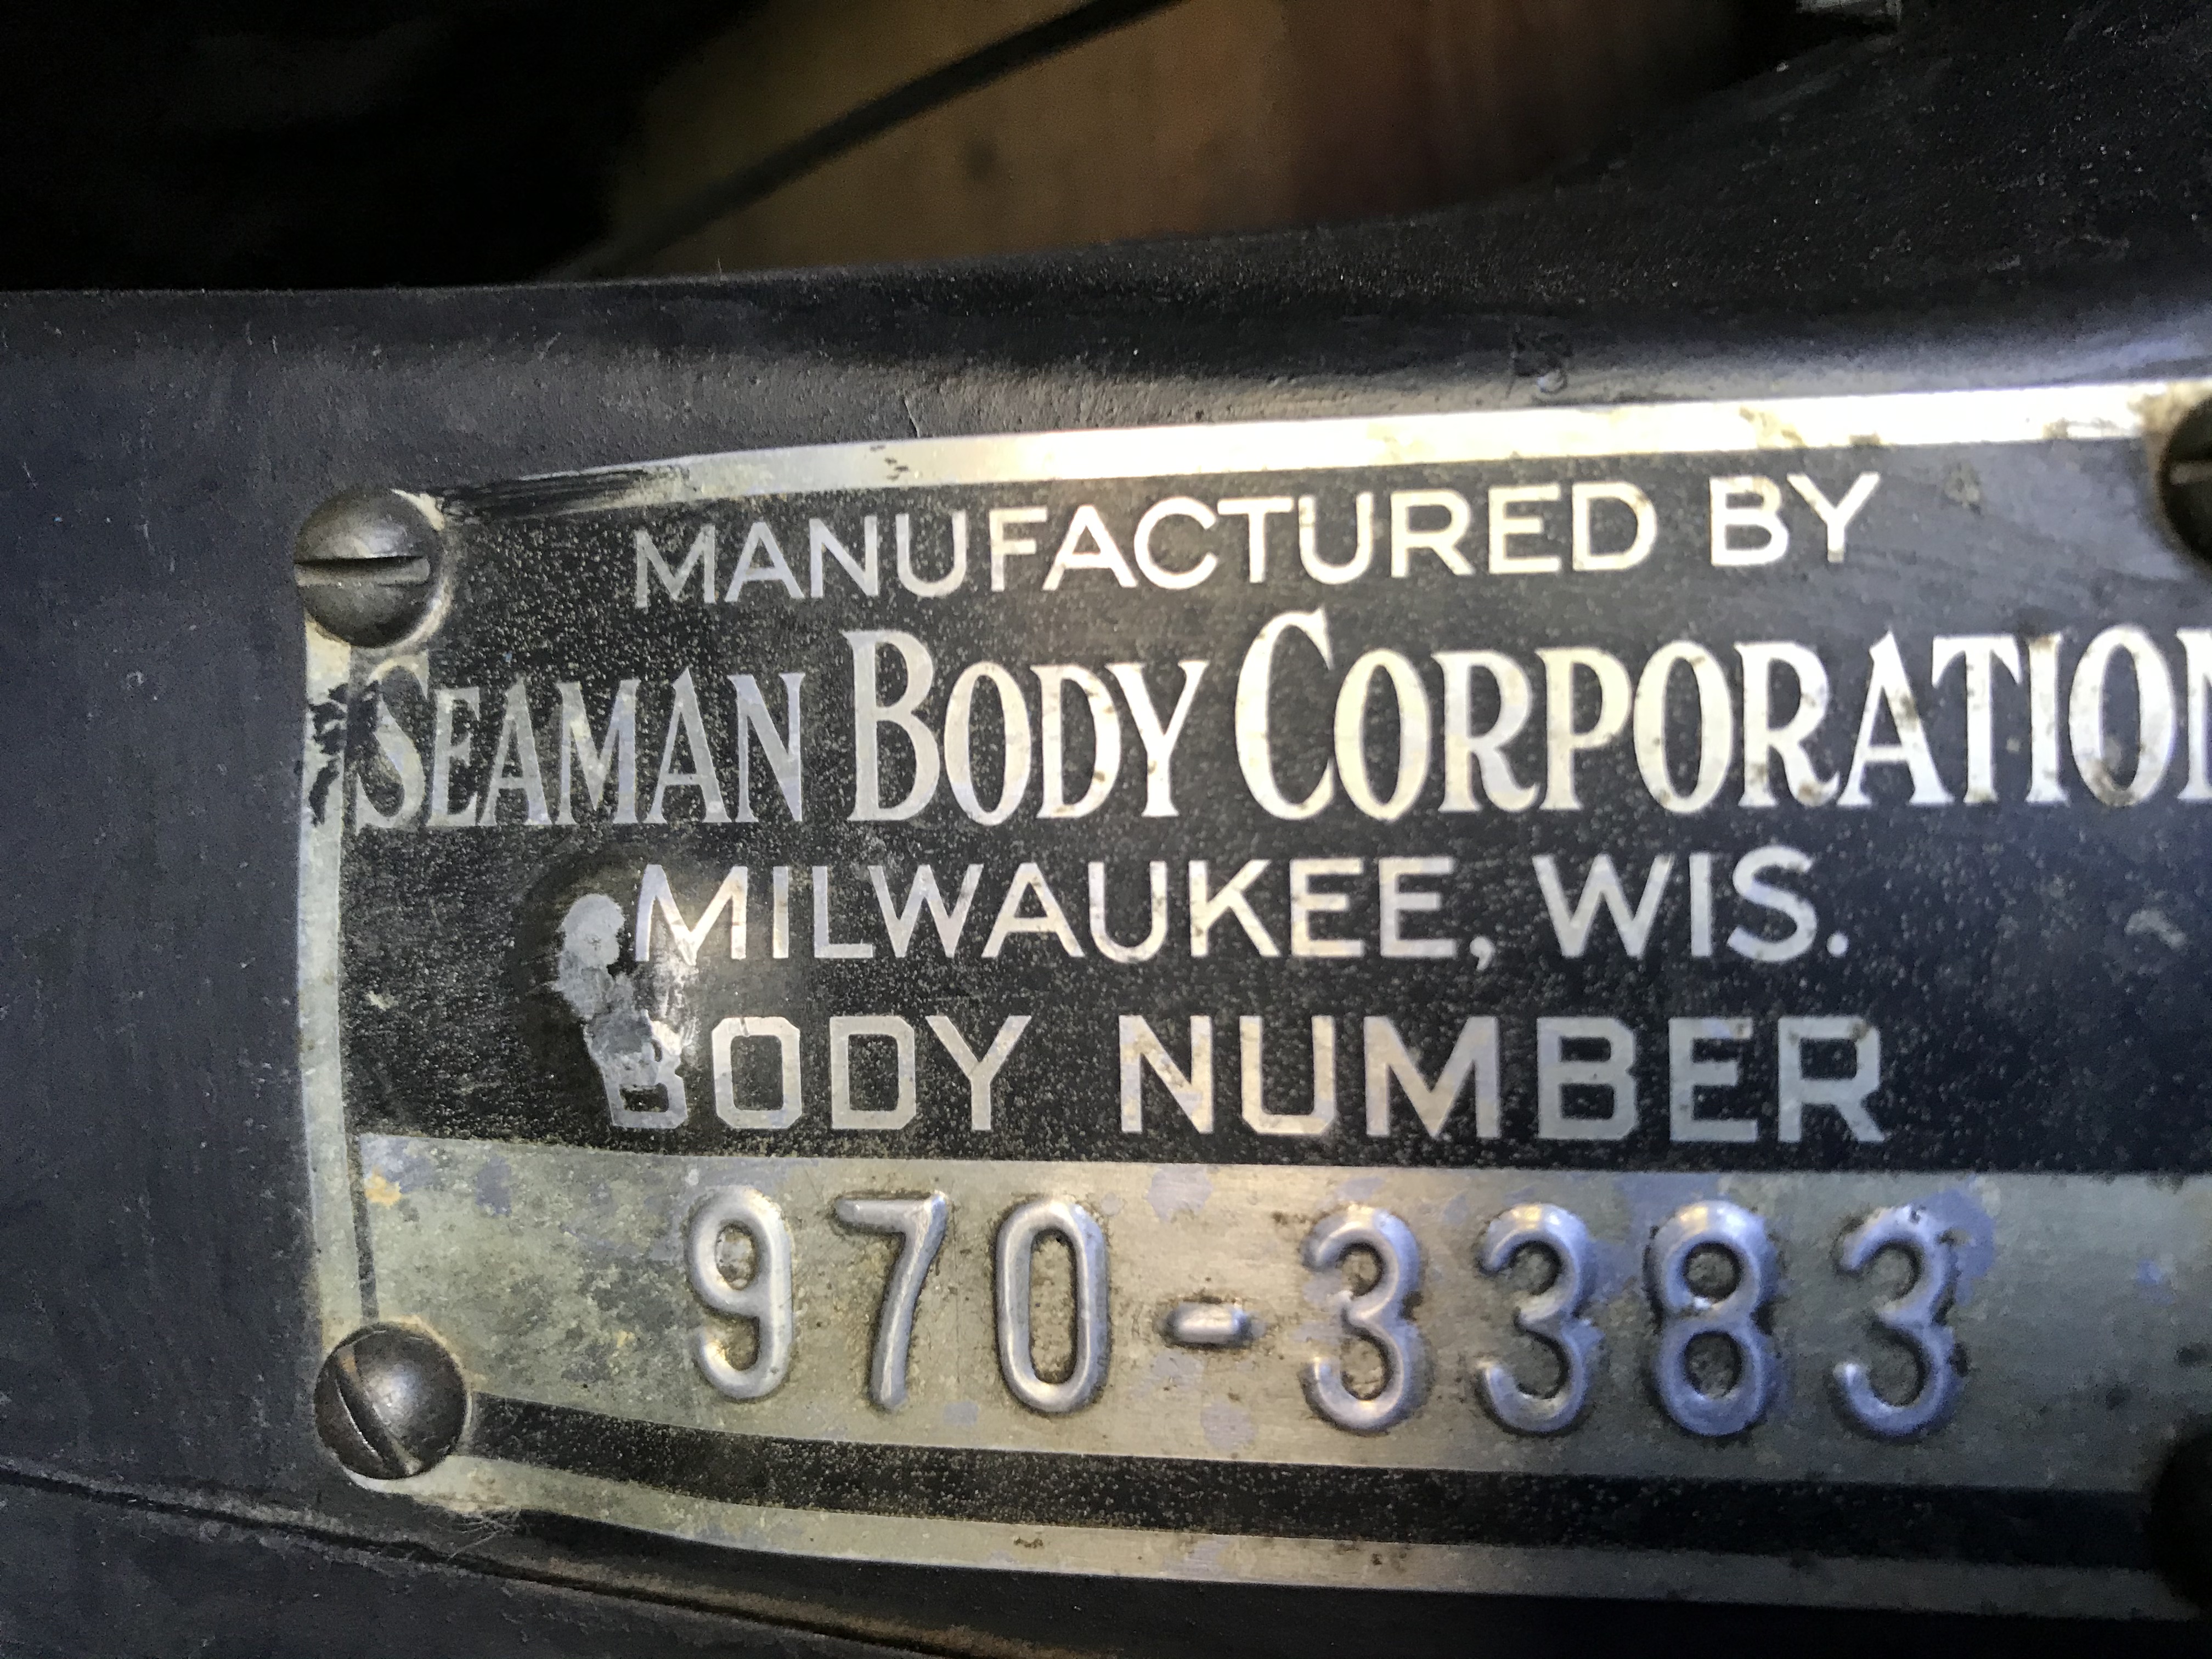 MANUFACTURED BY
SEAMAN BODY CORPORATION
MILWAUKEE, WIS.
BODY NUMBER
970-3383